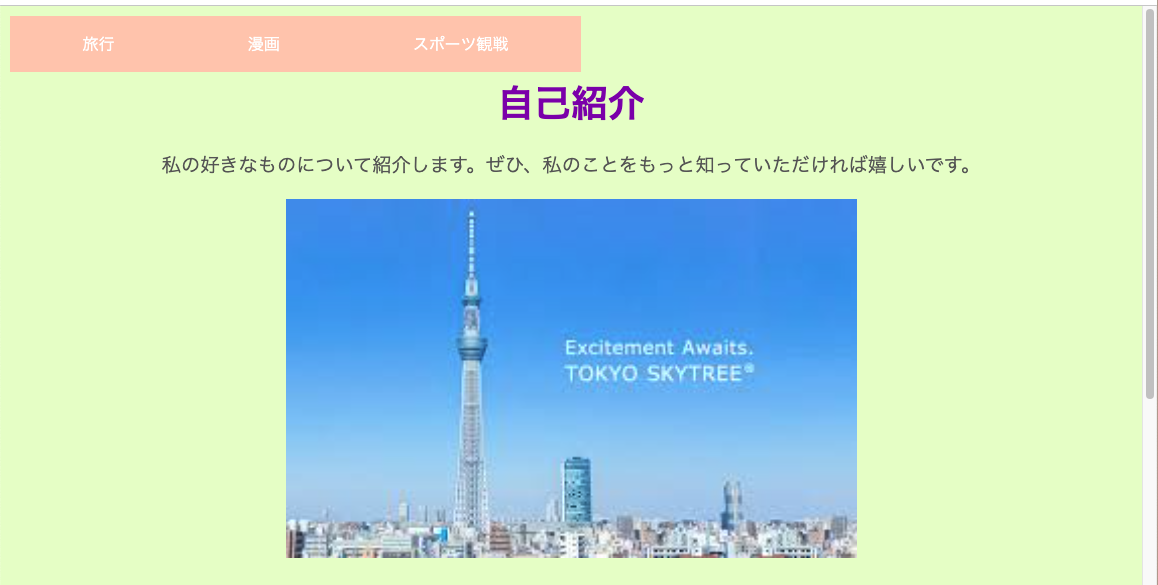 旅行 漫画 スポーツ観戦
自己紹介
私の好きなものについて紹介します。ぜひ、私のことをもっと知っていただければ嬉しいです。
Excitement Awaits.
TOKYO SKYTREE®